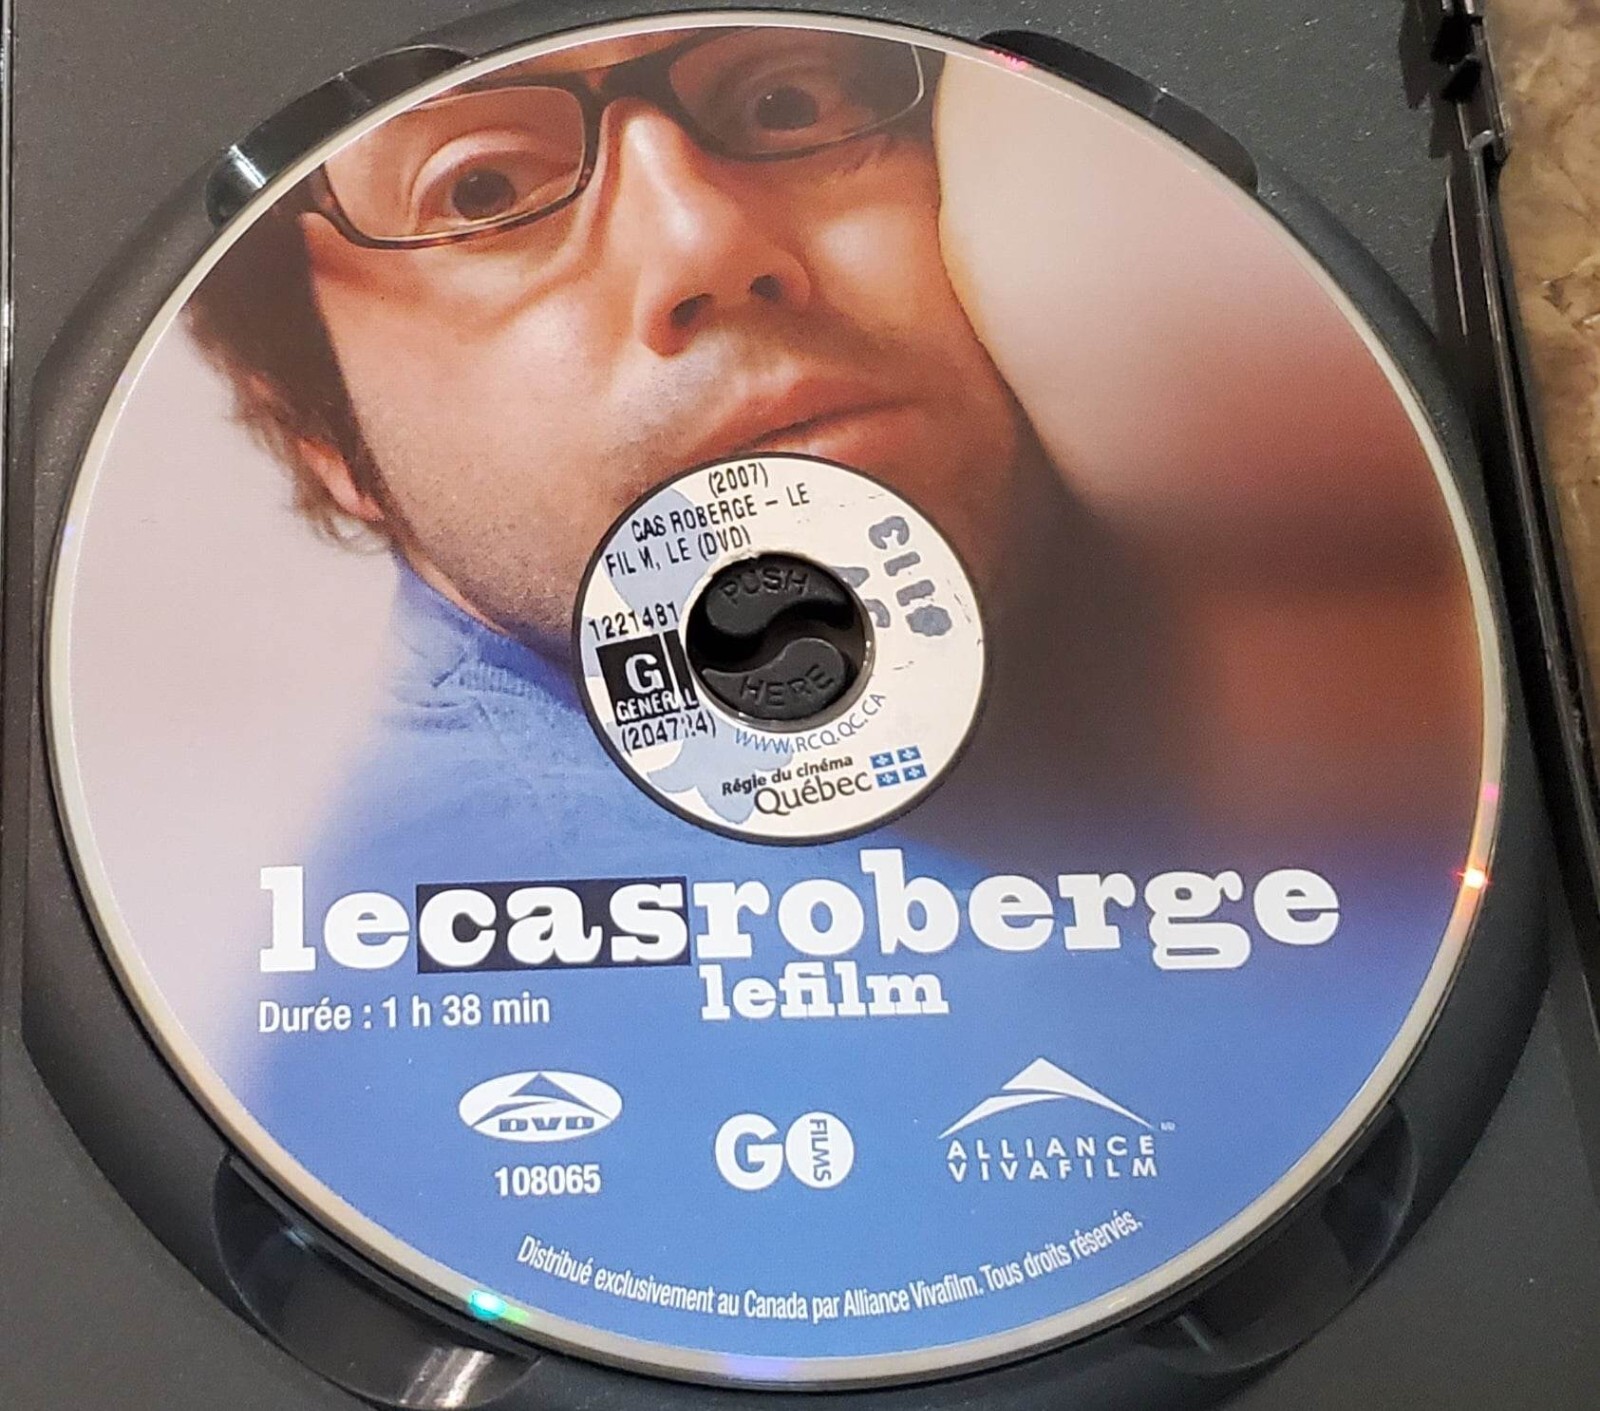 (2007)
CAS ROBERGE - LE
FILM, LE (DVD)
1221481
G
GENERAL
WWW.RCQ.QC.CA
Régie du cinéma
Québec
PUSH
HERE
lecasroberge
lefilm
Durée : 1 h 38 min
DVD
108065
GO
FILMS
ALLIANCE
VIVAFILM
Distribué exclusivement au Canada par Alliance Vivafilm. Tous droits réservés.